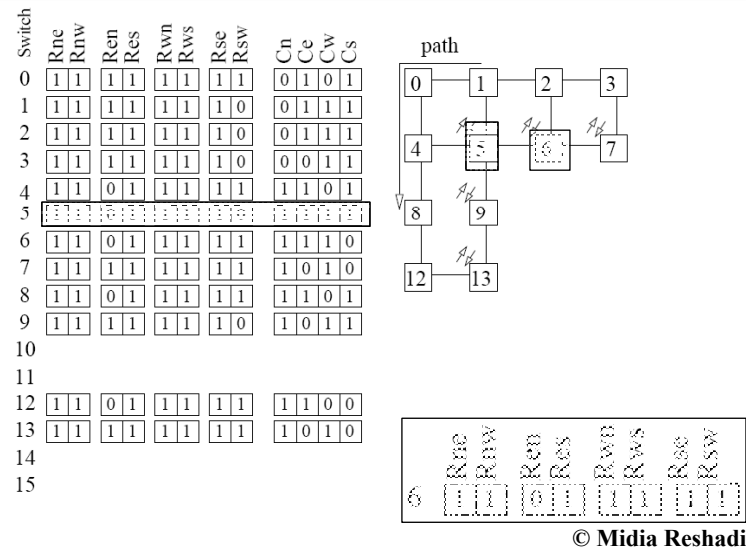 Switch Rne Rnw Ren Res Rwn Rws Rse Rsw Cn Ce Cw Cs
0 1 1 1 1 1 1 1 1 0 1 0 1
1 1 1 1 1 1 1 1 0 0 1 1 1
2 1 1 1 1 1 1 1 0 0 1 1 1
3 1 1 1 1 1 1 1 0 0 0 1 1
4 1 1 0 1 1 1 1 1 1 1 0 1
5
6 1 1 0 1 1 1 1 1 1 1 1 0
7 1 1 1 1 1 1 1 1 1 0 1 0
8 1 1 0 1 1 1 1 1 1 1 0 1
9 1 1 1 1 1 1 1 0 1 0 1 1
10
11
12 1 1 0 1 1 1 1 1 1 1 0 0
13 1 1 1 1 1 1 1 1 1 0 1 0
14
15
path
0 1 2 3
4 5 6 7
8 9
12 13
Rne Rnw Ren Res Rwn Rws Rse Rsw
6 1 1 0 1 1 1 1 1
© Midia Reshadi